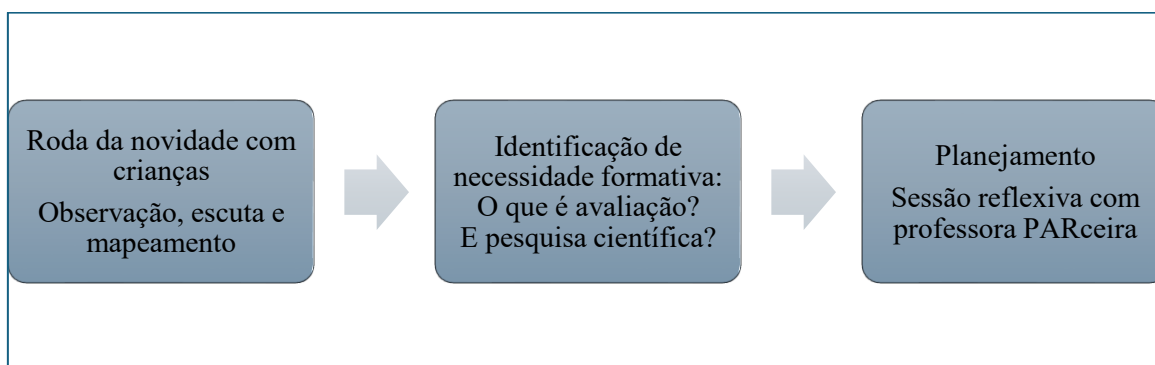 Roda da novidade com
crianças
Observação, escuta e
mapeamento
Identificação de
necessidade formativa:
O que é avaliação?
E pesquisa científica?
Planejamento
Sessão reflexiva com
professora PARceira